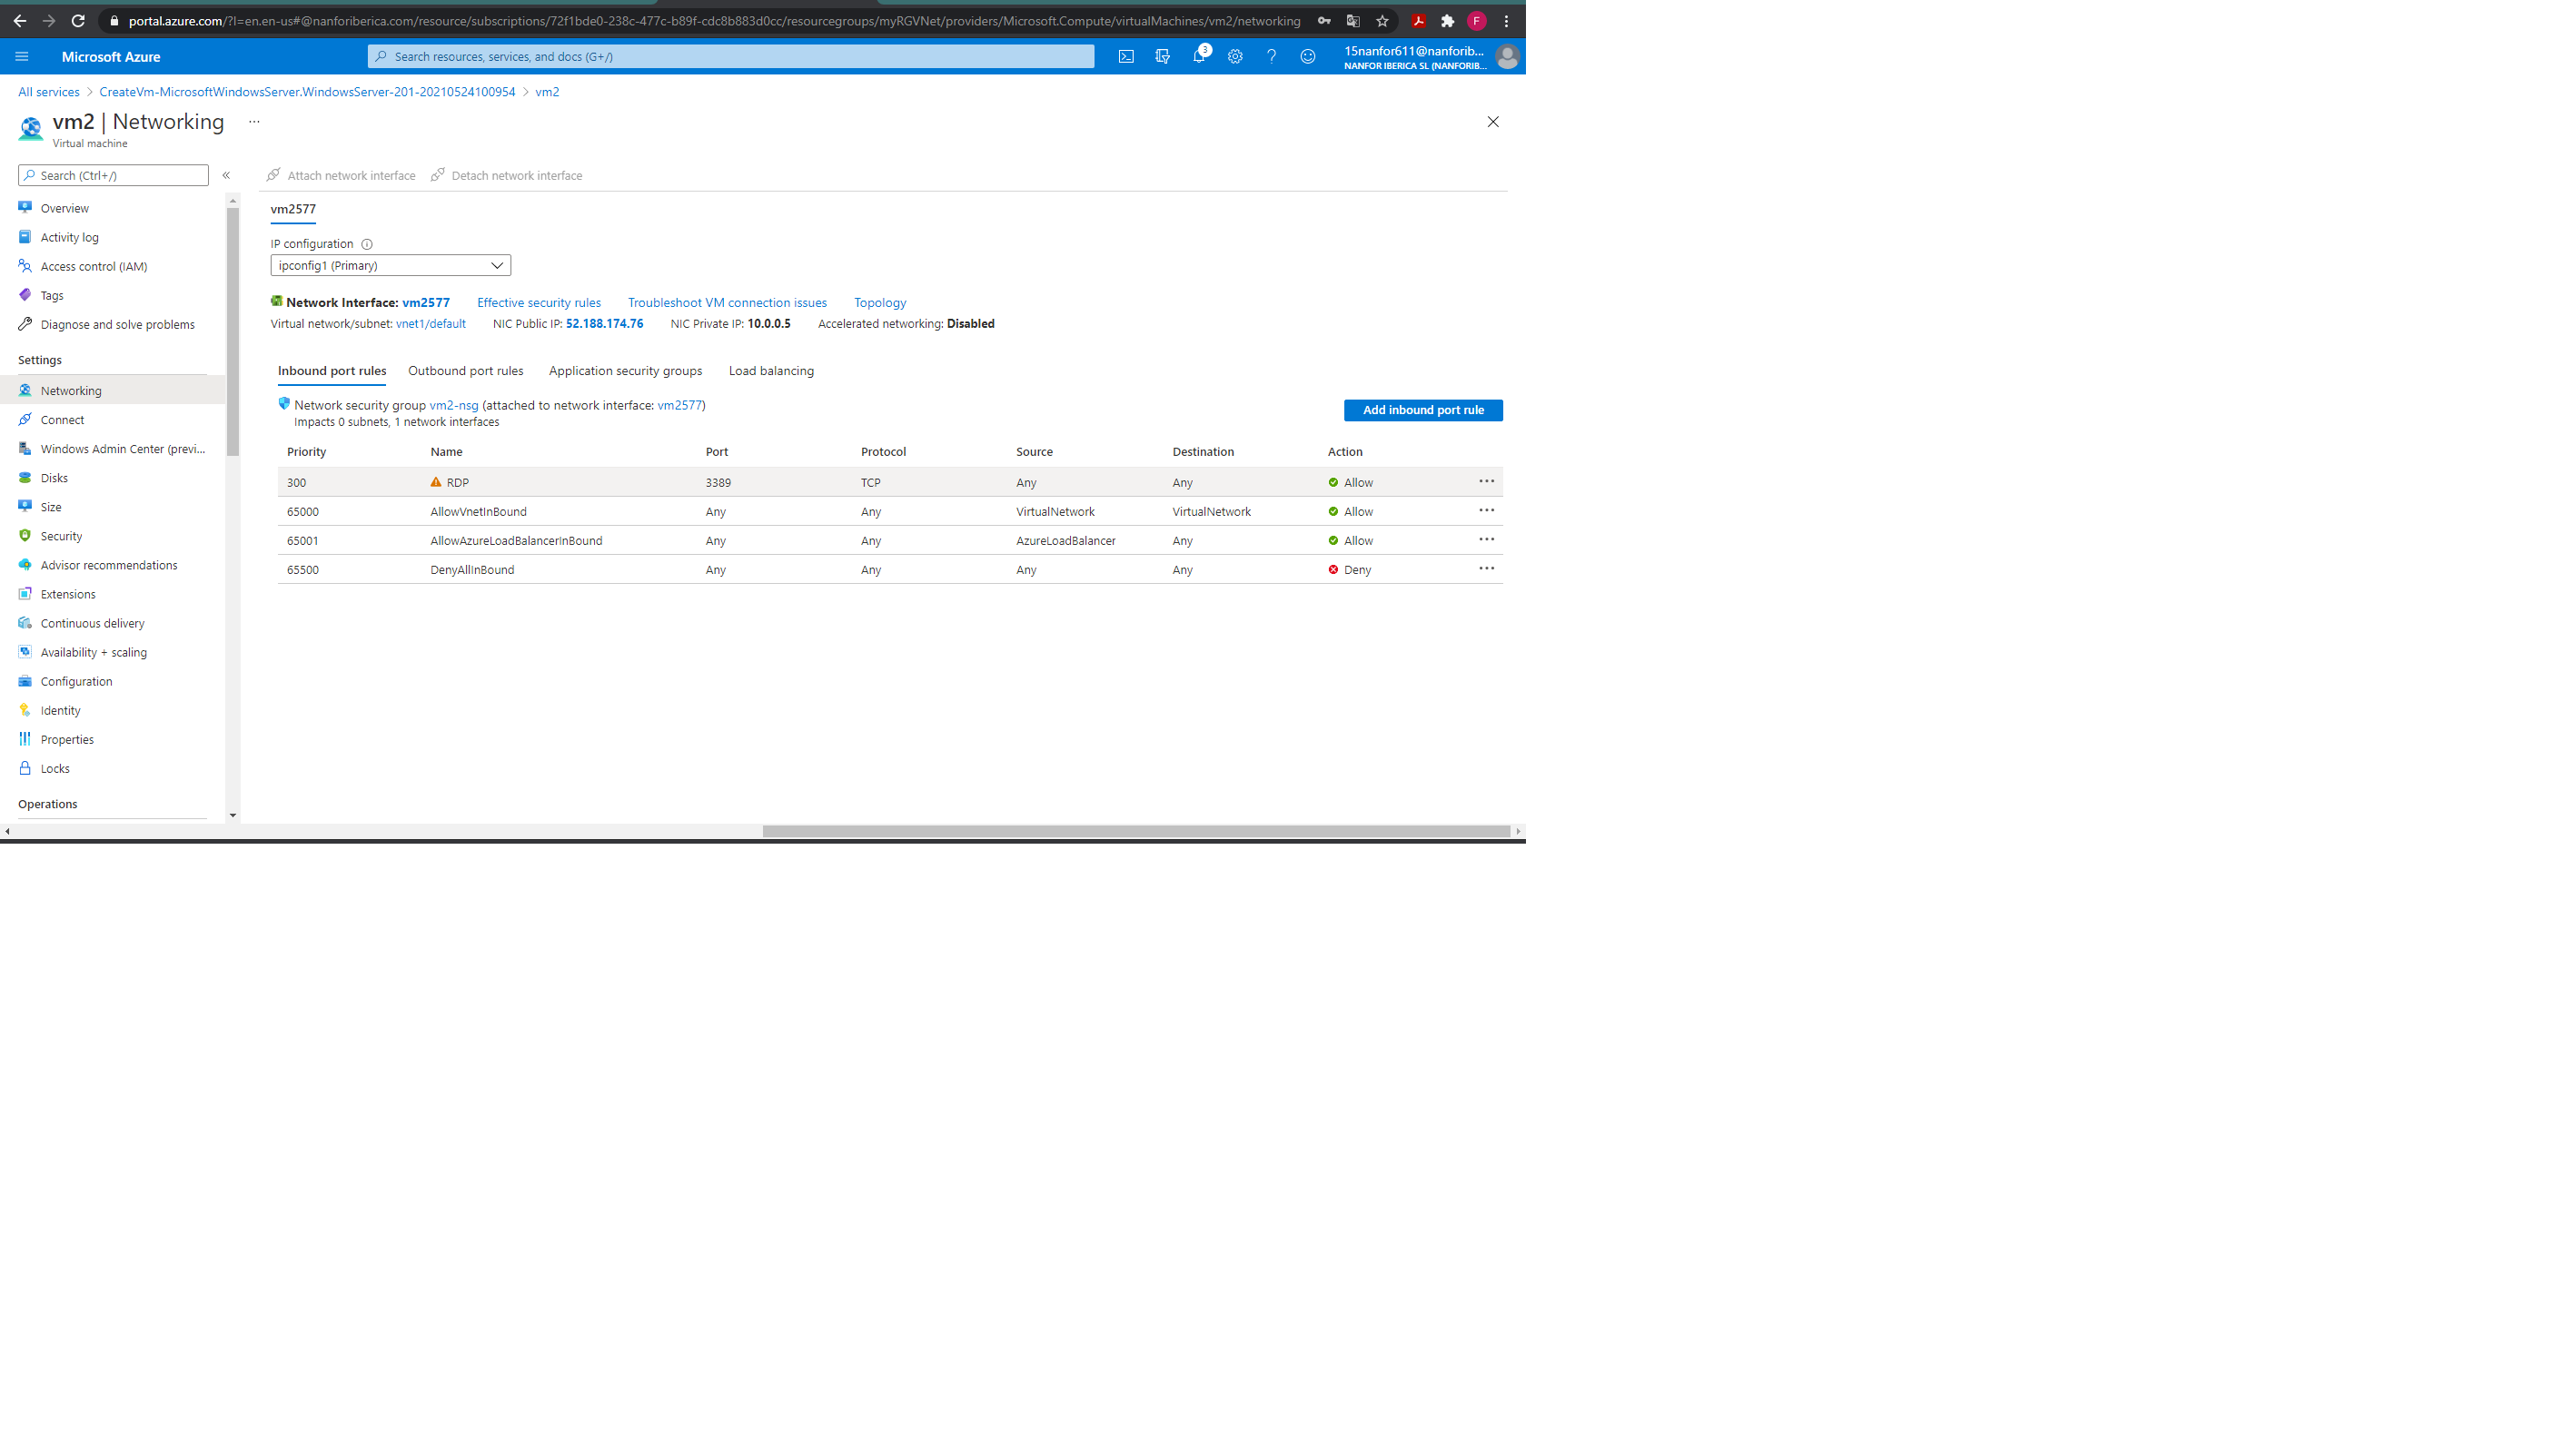 portal.azure.com/?l=en.en-us#@nanforiberica.com/resource/subscriptions/72f1bde0-238c-477c-b89f-cdc8b883d0cc/resourcegroups/myRGVNet/providers/Microsoft.Compute/virtualMachines/vm2/networking
F
Microsoft Azure
Search resources, services, and docs (G+/)
3
15nanfor611@nanforib...
NANFOR IBERICA SL (NANFORIB...
All services > CreateVm-MicrosoftWindowsServer.WindowsServer-201-20210524100954 > vm2
vm2 | Networking ...
Virtual machine
Search (Ctrl+/)
«
Attach network interface Detach network interface
Overview
Activity log
Access control (IAM)
Tags
Diagnose and solve problems
Settings
Networking
Connect
Windows Admin Center (previ...
Disks
Size
Security
Advisor recommendations
Extensions
Continuous delivery
Availability + scaling
Configuration
Identity
Properties
Locks
Operations
vm2577
IP configuration
ipconfig1 (Primary)
Network Interface: vm2577 Effective security rules Troubleshoot VM connection issues Topology
Virtual network/subnet: vnet1/default NIC Public IP: 52.188.174.76 NIC Private IP: 10.0.0.5 Accelerated networking: Disabled
Inbound port rules Outbound port rules Application security groups Load balancing
Network security group vm2-nsg (attached to network interface: vm2577)
Impacts 0 subnets, 1 network interfaces
Add inbound port rule
Priority Name Port Protocol Source Destination Action
300 RDP 3389 TCP Any Any Allow ...
65000 AllowVnetInBound Any Any VirtualNetwork VirtualNetwork Allow ...
65001 AllowAzureLoadBalancerInBound Any Any AzureLoadBalancer Any Allow ...
65500 DenyAllInBound Any Any Any Any Deny ...